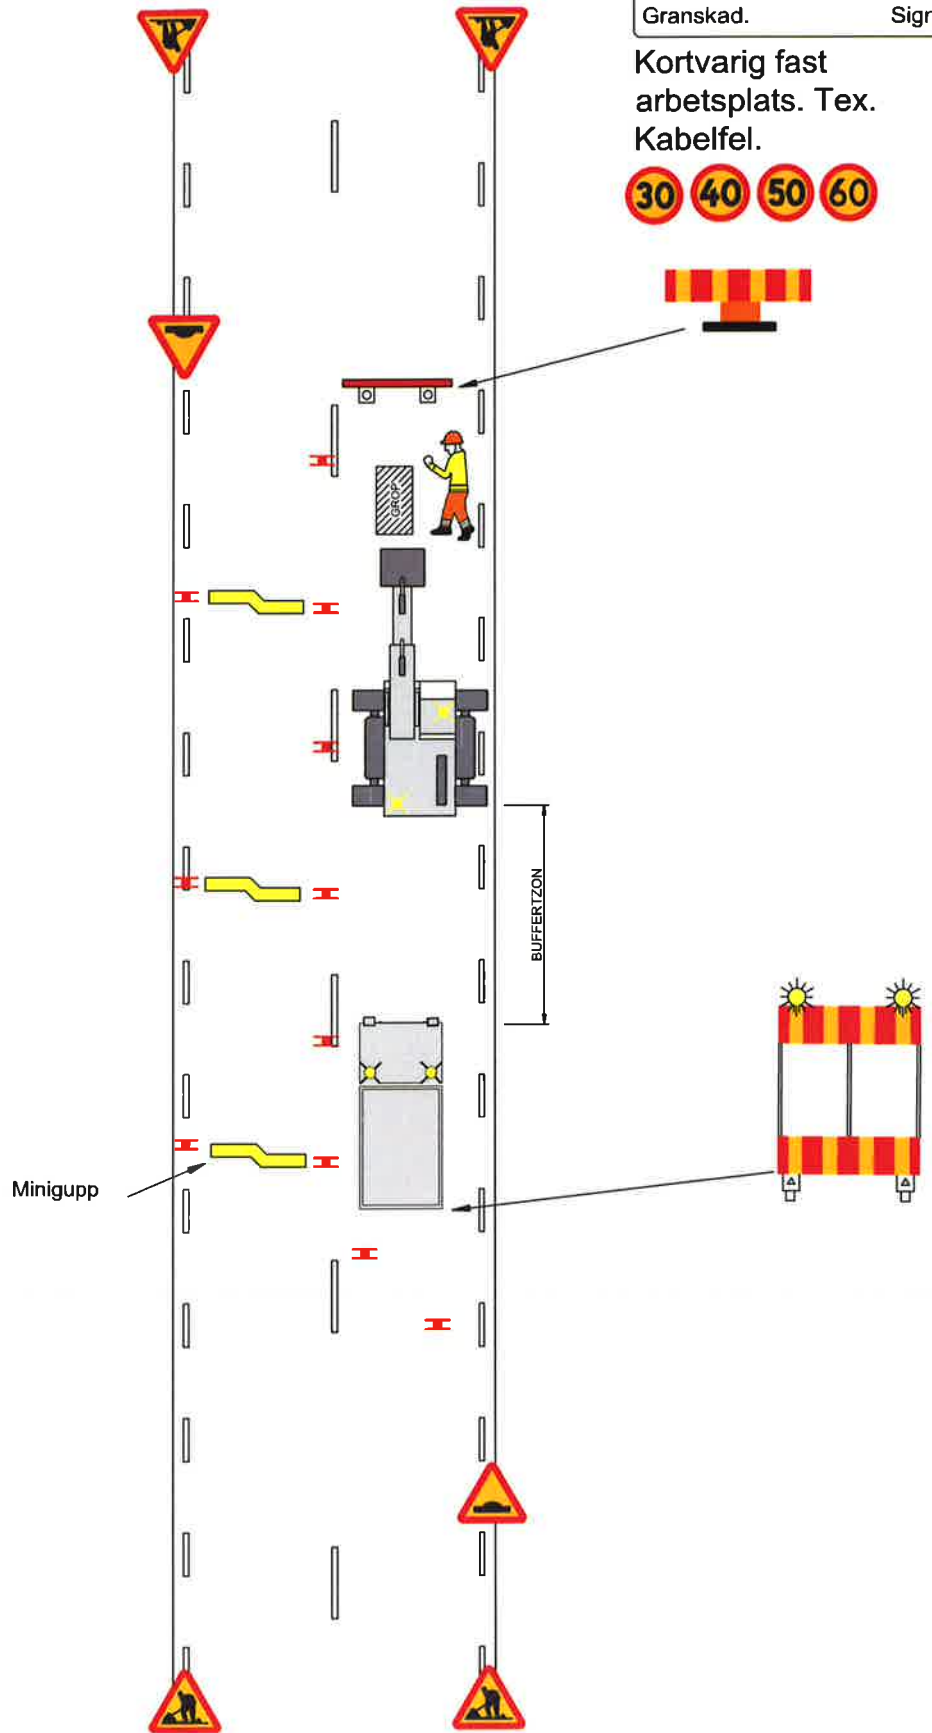 Granskad. Sign
Kortvarig fast
arbetsplats. Tex.
Kabelfel.
30 40 50 60
GROP
BUFFERTZON
Minigupp